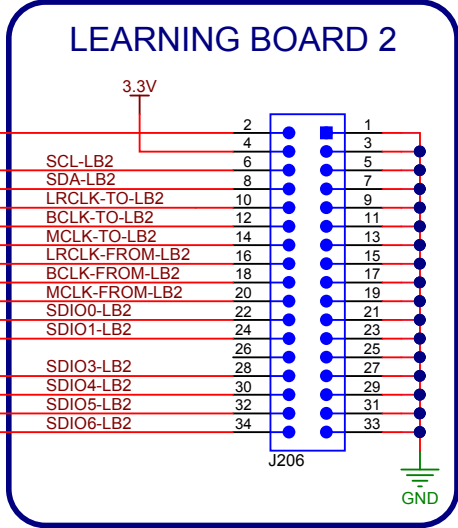 LEARNING BOARD 2
3.3V
2 1
4 3
SCL-LB2 6 5
SDA-LB2 8 7
LRCLK-TO-LB2 10 9
BCLK-TO-LB2 12 11
MCLK-TO-LB2 14 13
LRCLK-FROM-LB2 16 15
BCLK-FROM-LB2 18 17
MCLK-FROM-LB2 20 19
SDIO0-LB2 22 21
SDIO1-LB2 24 23
26 25
SDIO3-LB2 28 27
SDIO4-LB2 30 29
SDIO5-LB2 32 31
SDIO6-LB2 34 33
J206
GND